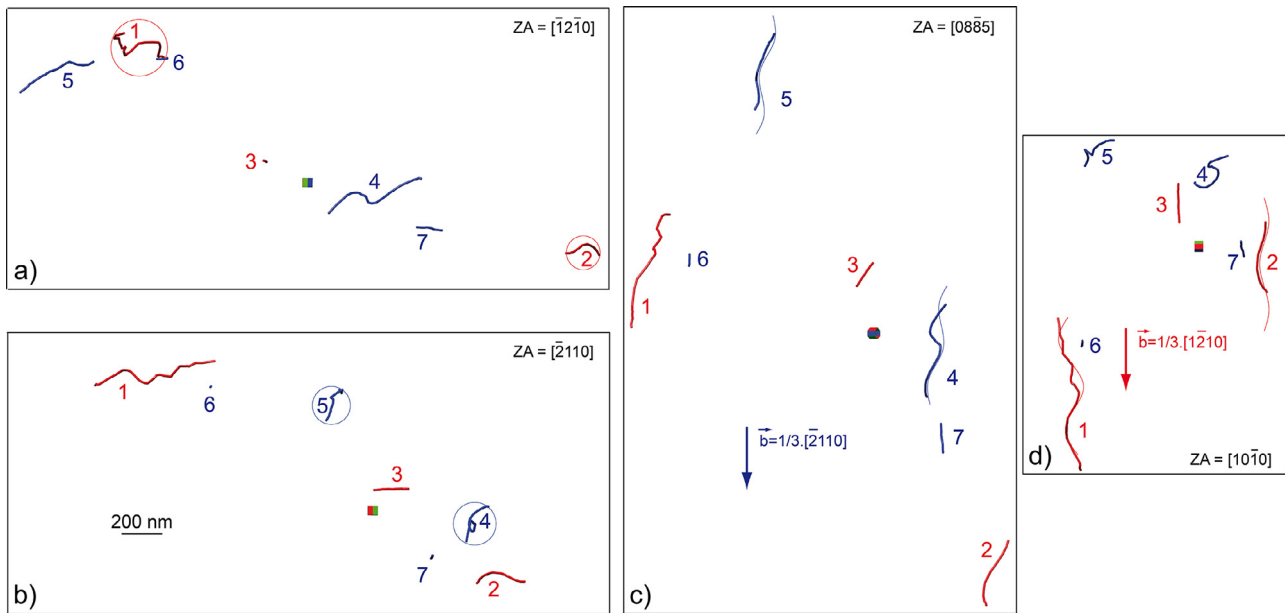 ZA = [1̄21̄0]
1
6
5
3
4
7
2
a)
ZA = [2̄110]
1
6
5
3
200 nm
4
7
2
b)
ZA = [088̄5]
5
6
3
1
4
b⃗=1/3.[2̄110]
7
2
c)
5
4
3
7
2
6
b⃗=1/3.[12̄10]
1
d)
ZA = [101̄0]